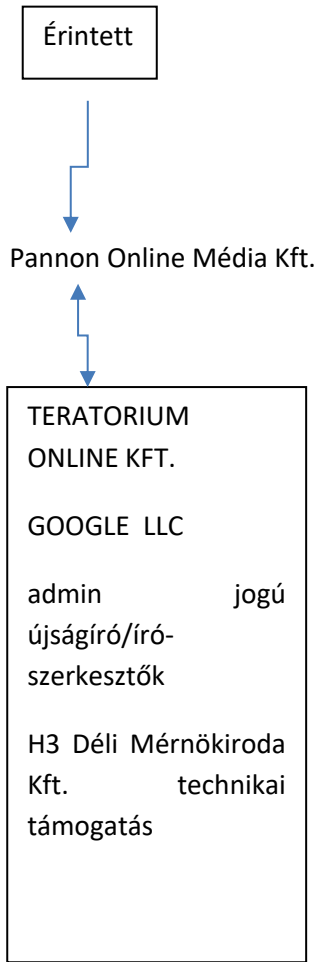 Érintett
Pannon Online Média Kft.
TERATORIUM
ONLINE KFT.
GOOGLE LLC
admin jogú
újságíró/író-
szerkesztők
H3 Déli Mérnökiroda
Kft. technikai
támogatás